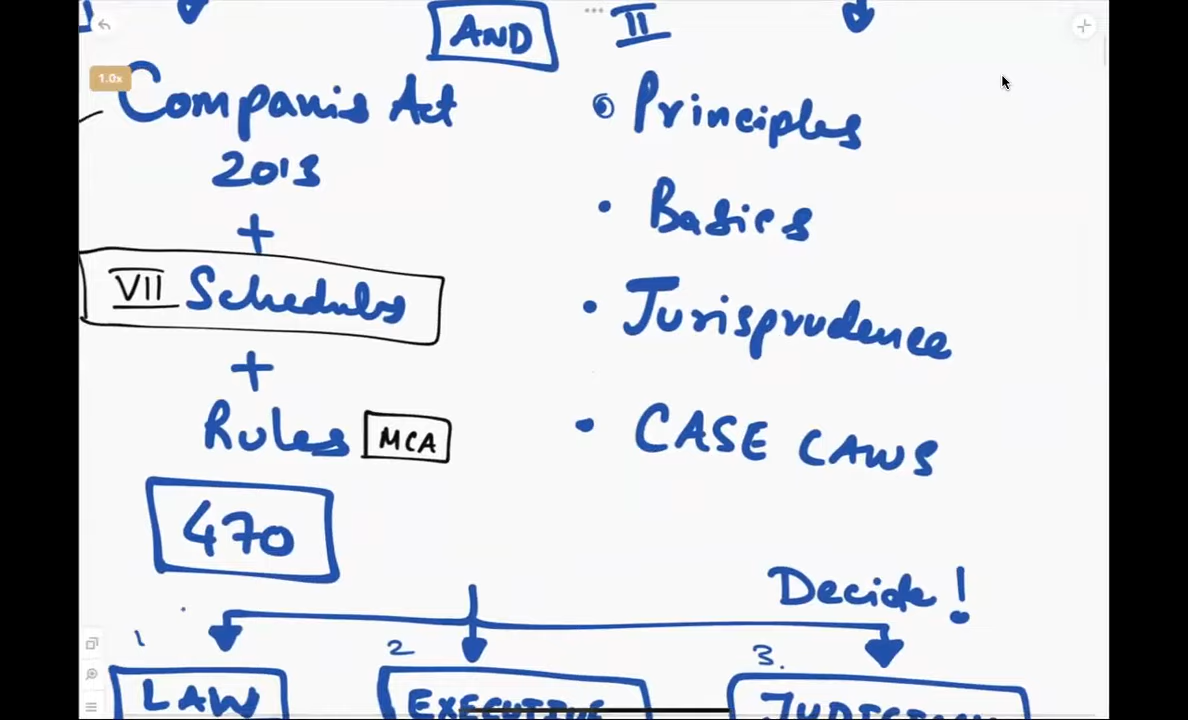 AND
II
1.0x
Companis Act
2013
+
VII Schedules
+
Rules MCA
470
Principles
Basics
Jurisprudence
CASE LAWS
Decide!
1
2
3.
LAW
EXECUTIVE